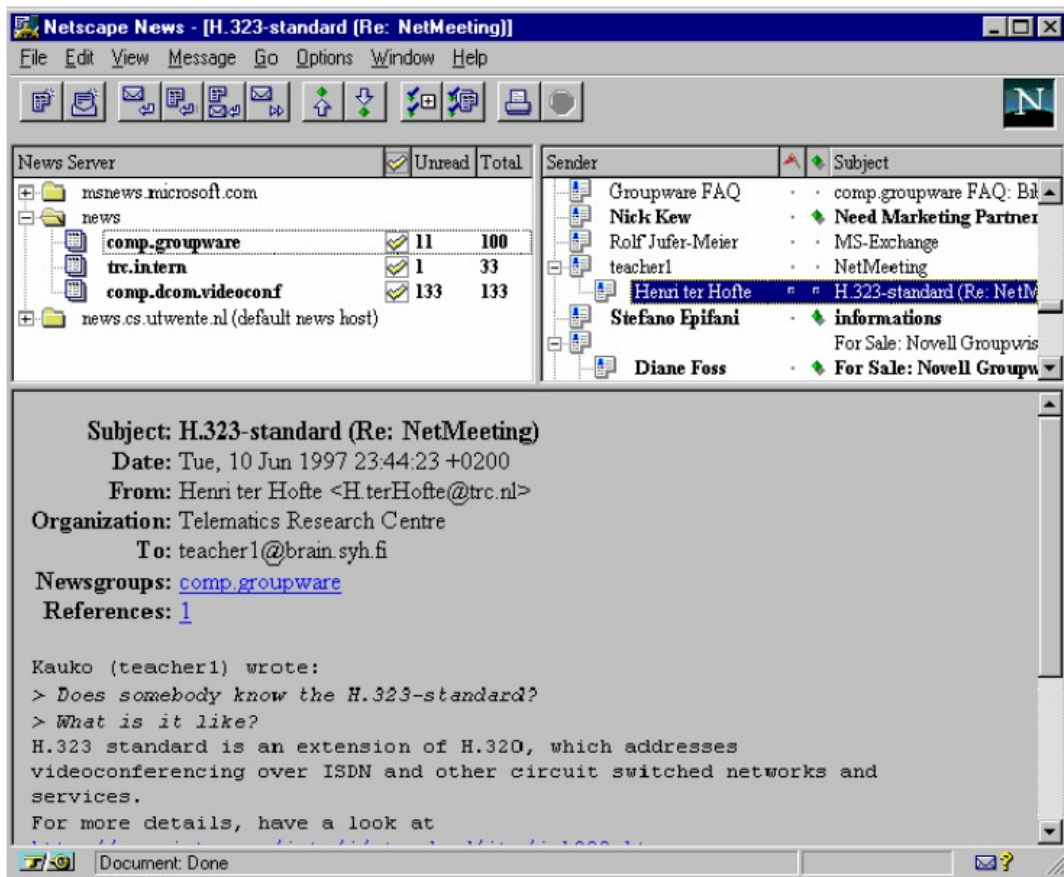 Netscape News - [H.323-standard (Re: NetMeeting)]
File Edit View Message Go Options Window Help
N
News Server Unread Total
msnews.microsoft.com
news
comp.groupware 11 100
trc.intern 1 33
comp.dcom.videoconf 133 133
news.cs.utwente.nl (default news host)
Sender Subject
Groupware FAQ comp.groupware FAQ: Bib
Nick Kew Need Marketing Partner
Rolf Jufer-Meier MS-Exchange
teacher1 NetMeeting
Henri ter Hofte H.323-standard (Re: NetM
Stefano Epifani informations
For Sale: Novell Groupwis
Diane Foss For Sale: Novell Groupw
Subject: H.323-standard (Re: NetMeeting)
Date: Tue, 10 Jun 1997 23:44:23 +0200
From: Henri ter Hofte <H.terHofte@trc.nl>
Organization: Telematics Research Centre
To: teacher1@brain.syh.fi
Newsgroups: comp.groupware
References: 1
Kauko (teacher1) wrote:
> Does somebody know the H.323-standard?
> What is it like?
H.323 standard is an extension of H.320, which addresses
videoconferencing over ISDN and other circuit switched networks and
services.
For more details, have a look at
Document: Done